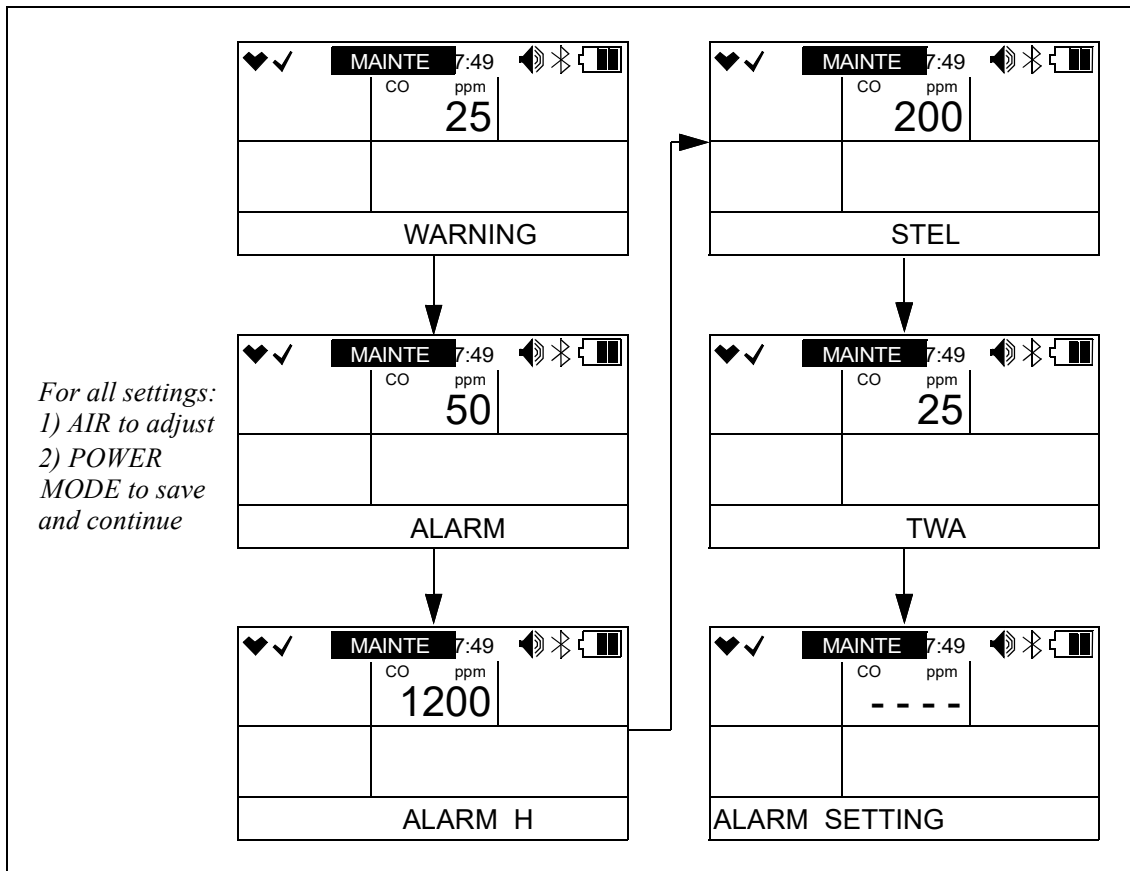 MAINTE 7:49
CO ppm
25
WARNING
For all settings:
1) AIR to adjust
2) POWER
MODE to save
and continue
MAINTE 7:49
CO ppm
50
ALARM
MAINTE 7:49
CO ppm
1200
ALARM H
MAINTE 7:49
CO ppm
200
STEL
MAINTE 7:49
CO ppm
25
TWA
MAINTE 7:49
CO ppm
- - - -
ALARM SETTING